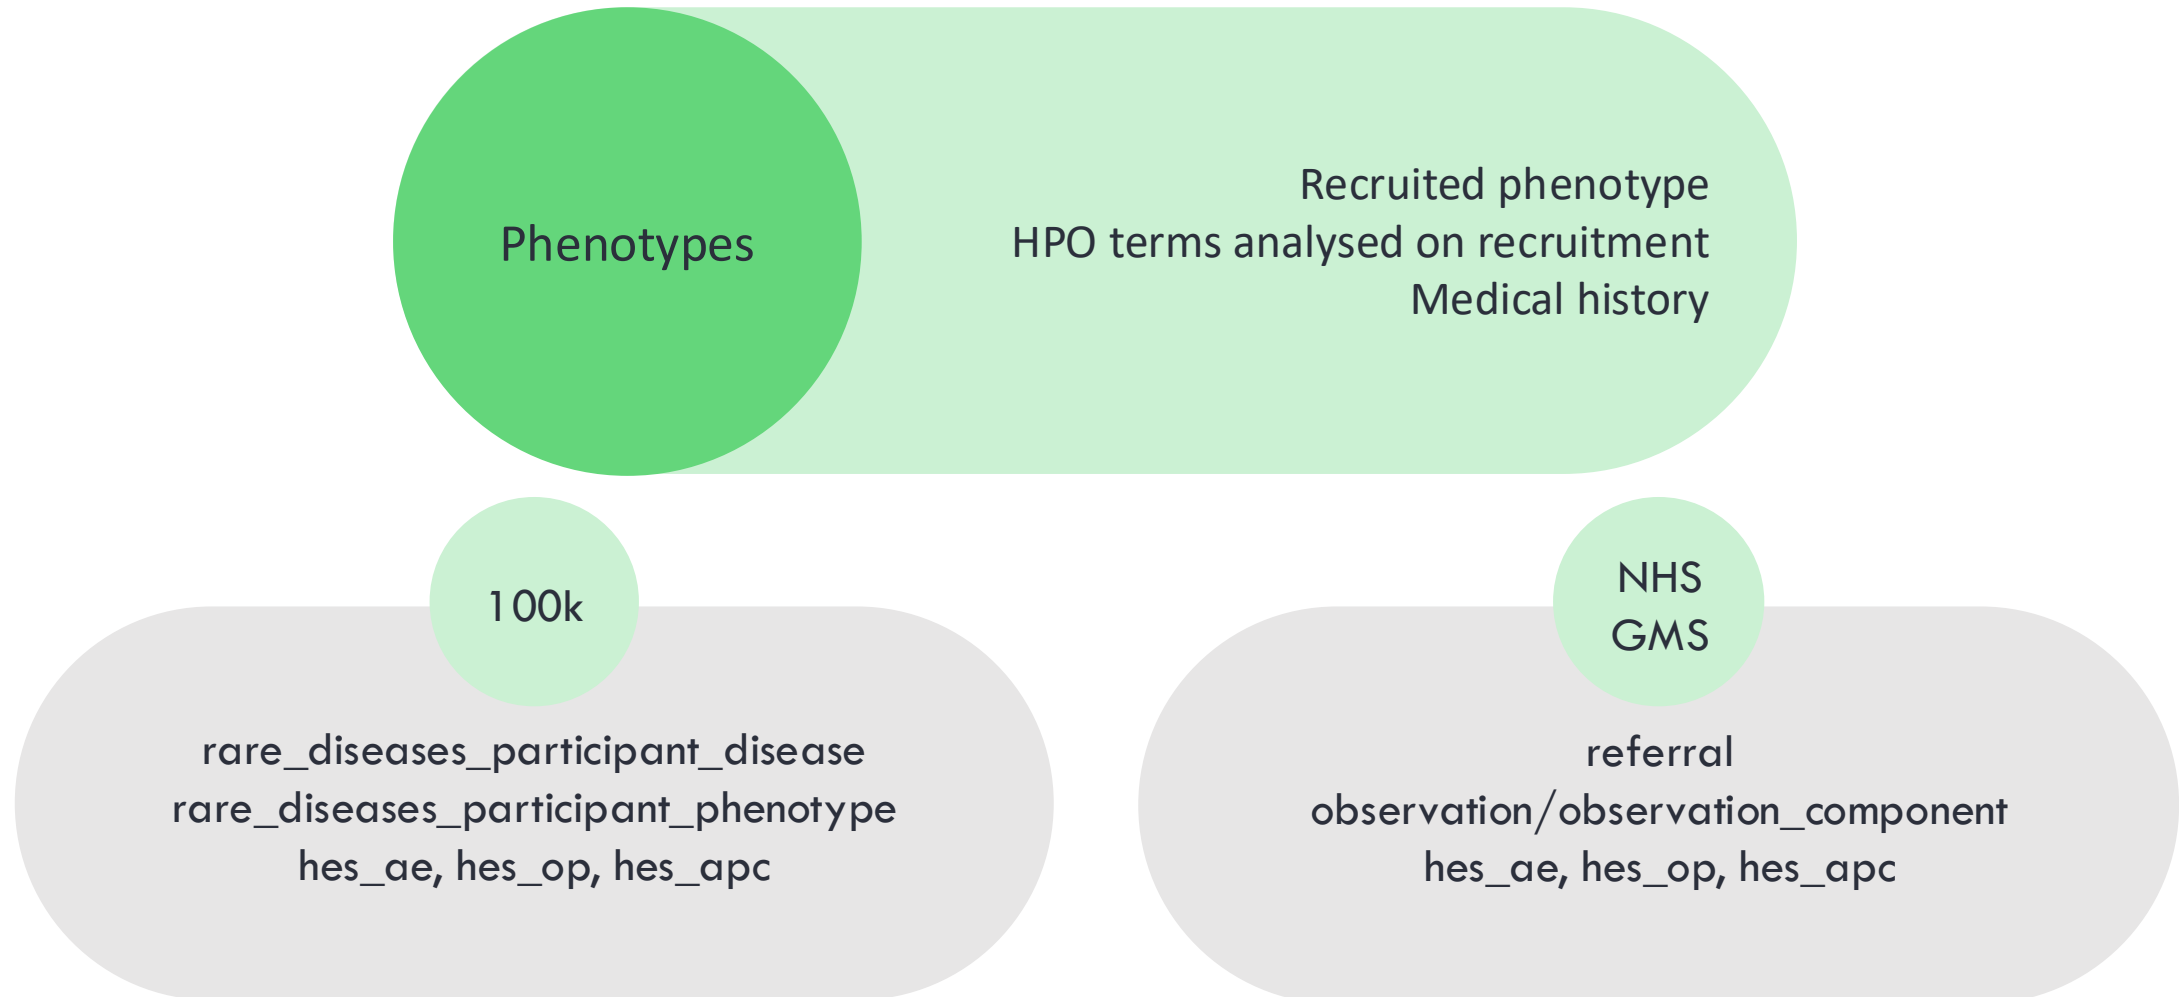 Phenotypes
Recruited phenotype
HPO terms analysed on recruitment
Medical history
100k
rare_diseases_participant_disease
rare_diseases_participant_phenotype
hes_ae, hes_op, hes_apc
NHS
GMS
referral
observation/observation_component
hes_ae, hes_op, hes_apc